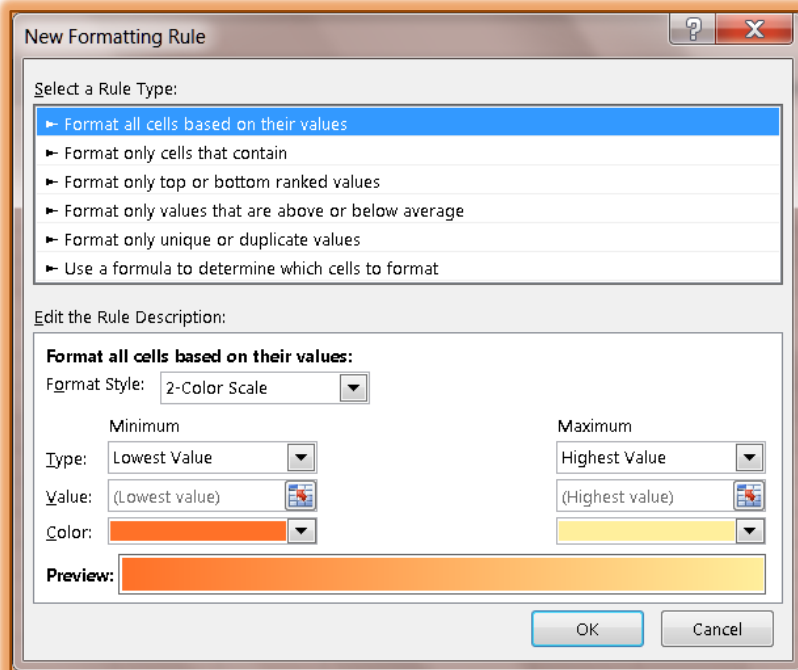 New Formatting Rule
Select a Rule Type:
► Format all cells based on their values
► Format only cells that contain
► Format only top or bottom ranked values
► Format only values that are above or below average
► Format only unique or duplicate values
► Use a formula to determine which cells to format
Edit the Rule Description:
Format all cells based on their values:
Format Style: 2-Color Scale
Minimum Maximum
Type: Lowest Value Highest Value
Value: (Lowest value) (Highest value)
Color:
Preview:
OK Cancel